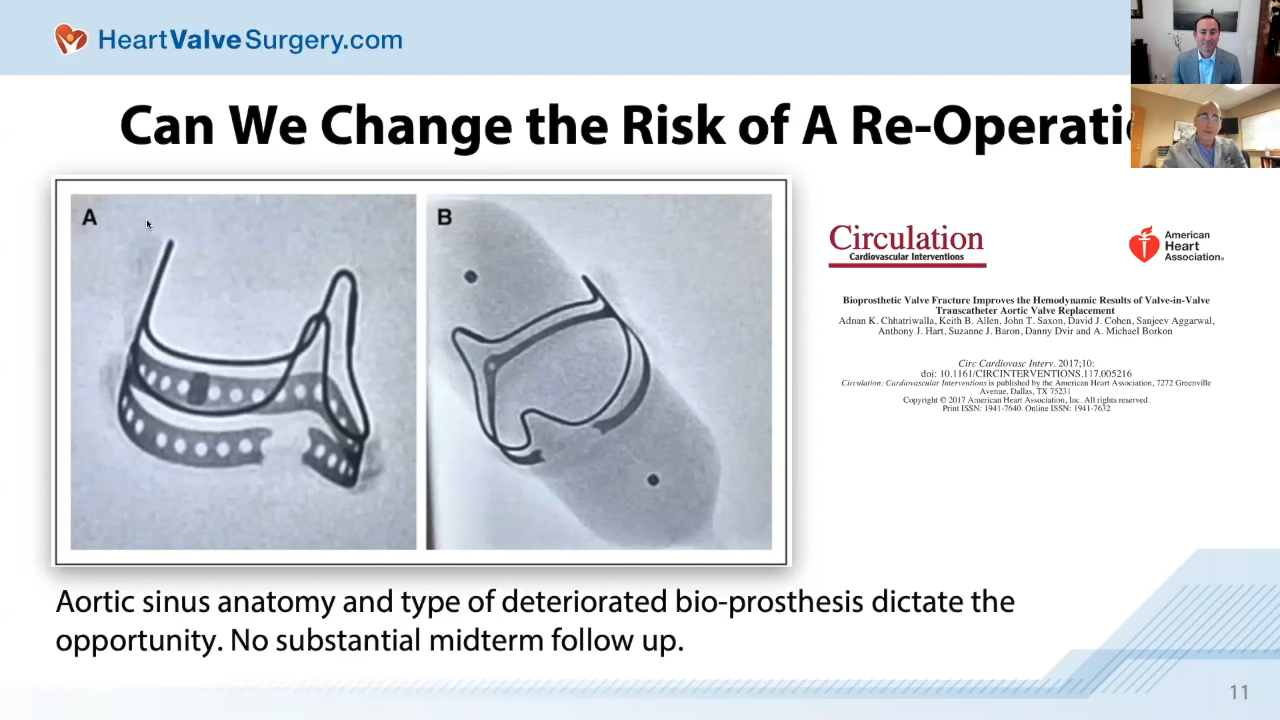 HeartValveSurgery.com
Can We Change the Risk of A Re-Operati
A
B
Circulation
Cardiovascular Interventions
American
Heart
Association®
Bioprosthetic Valve Fracture Improves the Hemodynamic Results of Valve-in-Valve
Transcatheter Aortic Valve Replacement
Adnan K. Chhatriwalla, Keith B. Allen, John T. Saxon, David J. Cohen, Sanjeev Aggarwal,
Anthony J. Hart, Suzanne J. Baron, Danny Dvir and A. Michael Borkon
Circ Cardiovasc Interv. 2017;10:
doi: 10.1161/CIRCINTERVENTIONS.117.005216
Circulation: Cardiovascular Interventions is published by the American Heart Association, 7272 Greenville
Avenue, Dallas, TX 75231
Copyright © 2017 American Heart Association, Inc. All rights reserved.
Print ISSN: 1941-7640. Online ISSN: 1941-7632
Aortic sinus anatomy and type of deteriorated bio-prosthesis dictate the
opportunity. No substantial midterm follow up.
11